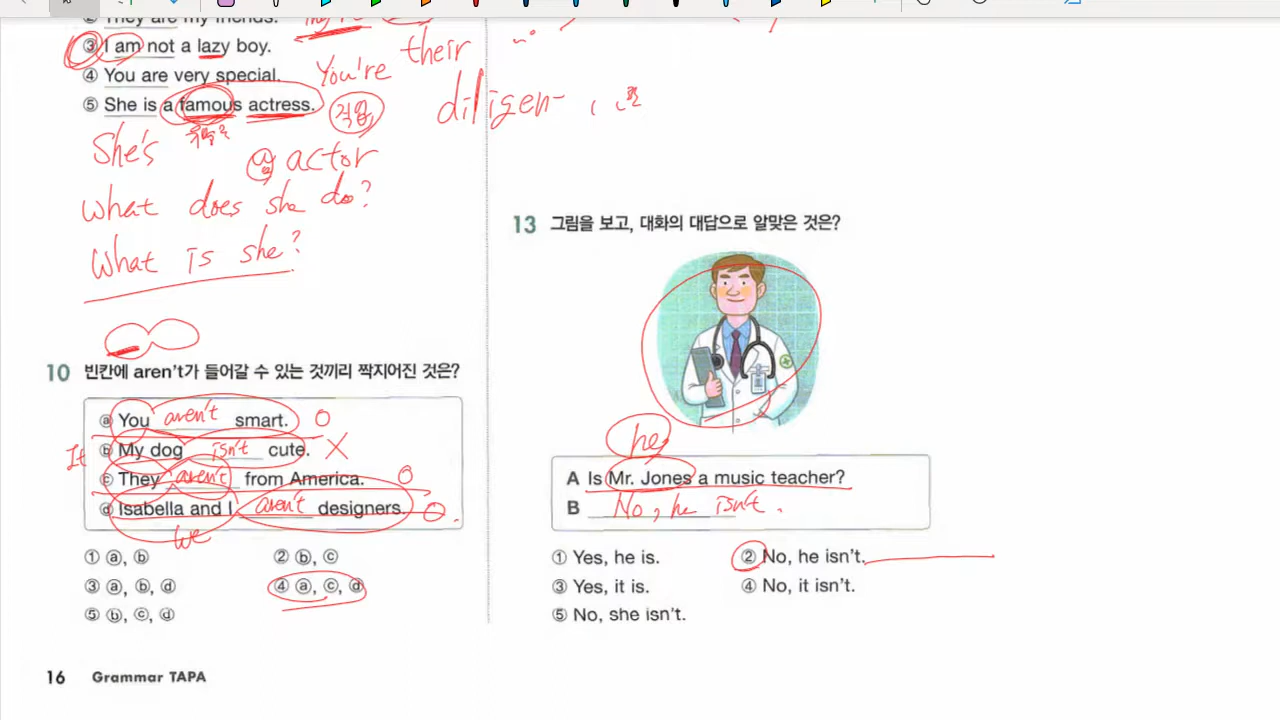 ② They are my friends.
③ I am not a lazy boy.
④ You are very special.
⑤ She is a famous actress.
their
You're
직업
She's
actor
What does she do?
What is she?
10 빈칸에 aren't가 들어갈 수 있는 것끼리 짝지어진 것은?
ⓐ You aren't smart. O
It ⓑ My dog isn't cute. X
ⓒ They aren't from America. O
ⓓ Isabella and I aren't designers. O
we
① ⓐ, ⓑ ② ⓑ, ⓒ
③ ⓐ, ⓑ, ⓓ ④ ⓐ, ⓒ, ⓓ
⑤ ⓑ, ⓒ, ⓓ
16 Grammar TAPA
13 그림을 보고, 대화의 대답으로 알맞은 것은?
he
A Is Mr. Jones a music teacher?
B No, he isn't.
① Yes, he is. ② No, he isn't.
③ Yes, it is. ④ No, it isn't.
⑤ No, she isn't.